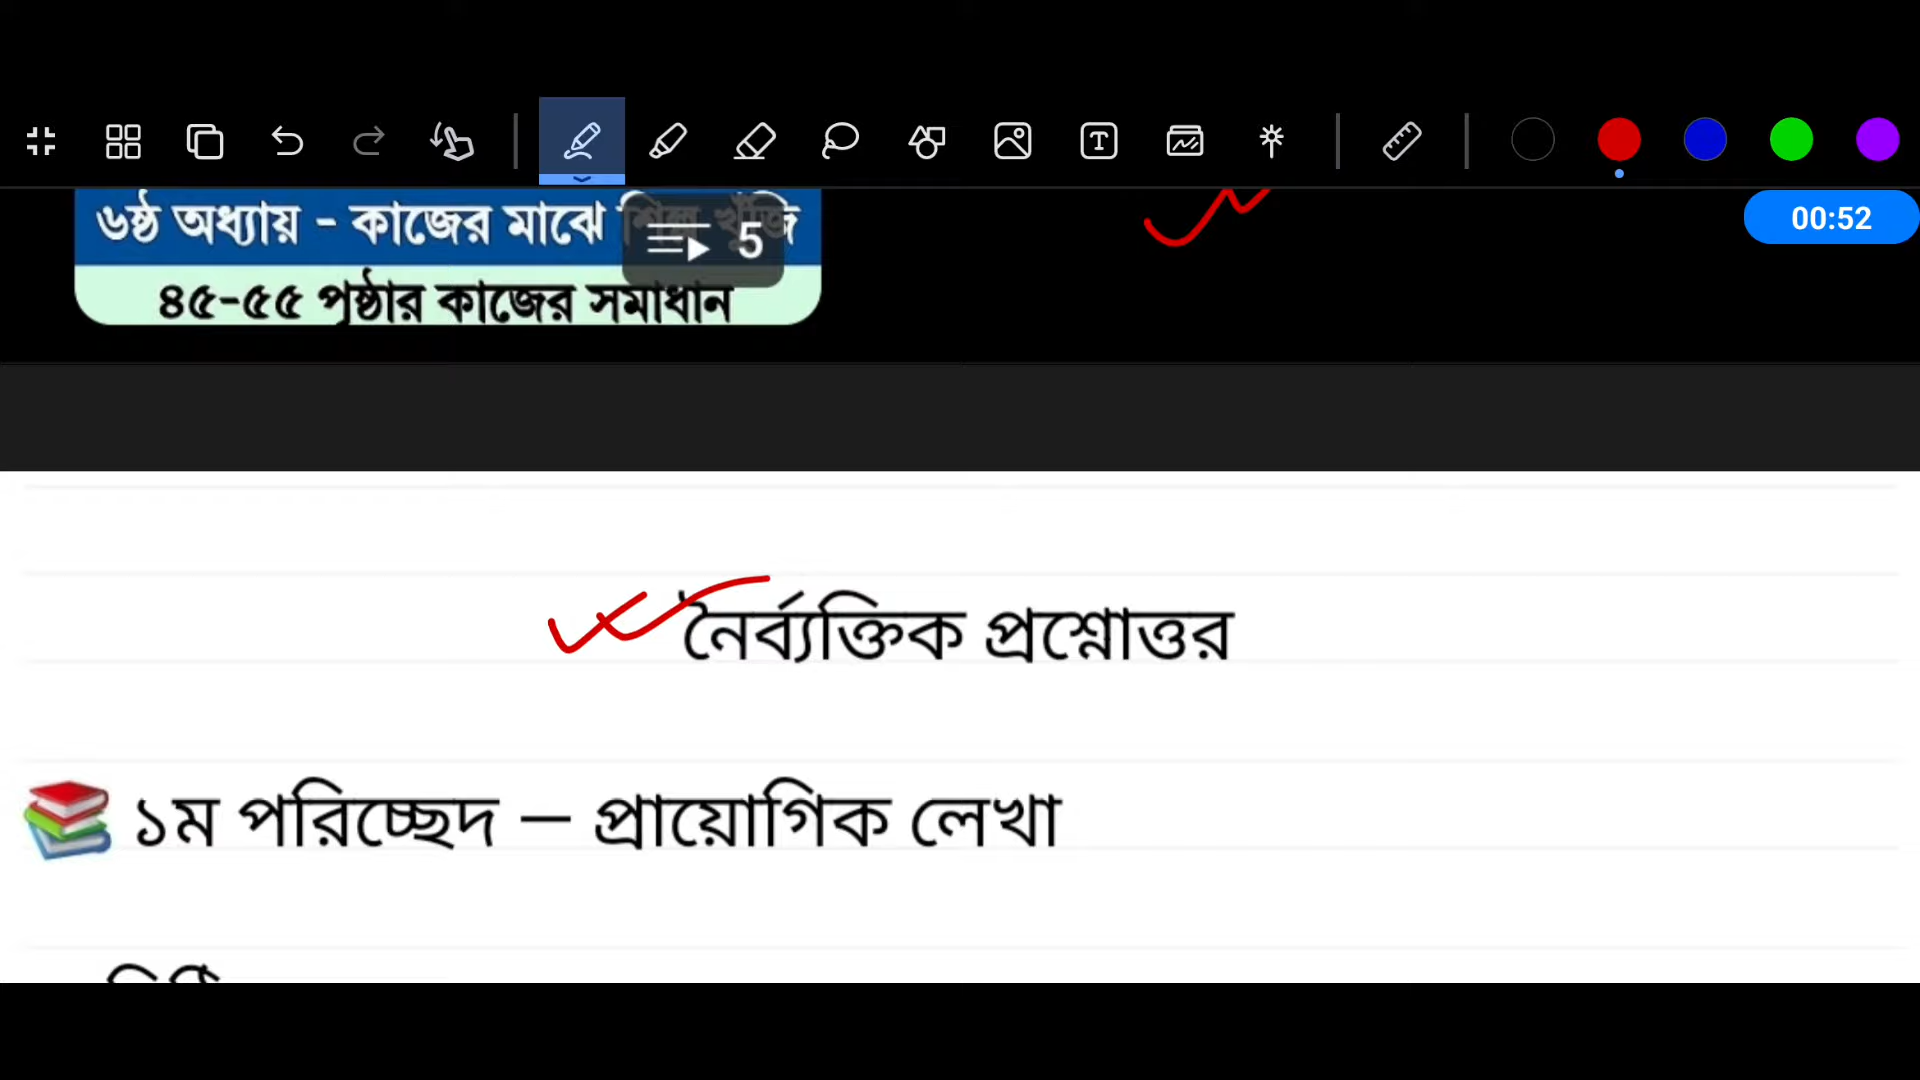 00:52
৬ষ্ঠ অধ্যায় - কাজের মাঝে শিল্প খুঁজি
5
৪৫-৫৫ পৃষ্ঠার কাজের সমাধান
নৈর্ব্যক্তিক প্রশ্নোত্তর
১ম পরিচ্ছেদ – প্রায়োগিক লেখা